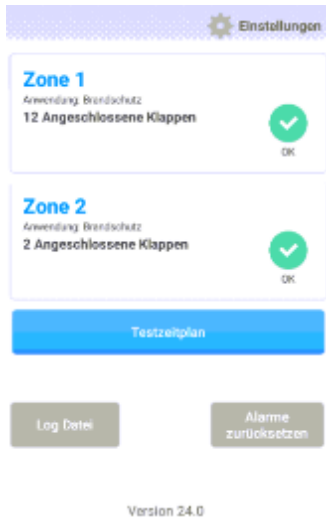 Einstellungen
Zone 1
Anwendung: Brandschutz
12 Angeschlossene Klappen
OK
Zone 2
Anwendung: Brandschutz
2 Angeschlossene Klappen
OK
Testzeitplan
Log Datei
Alarme
zurücksetzen
Version 24.0